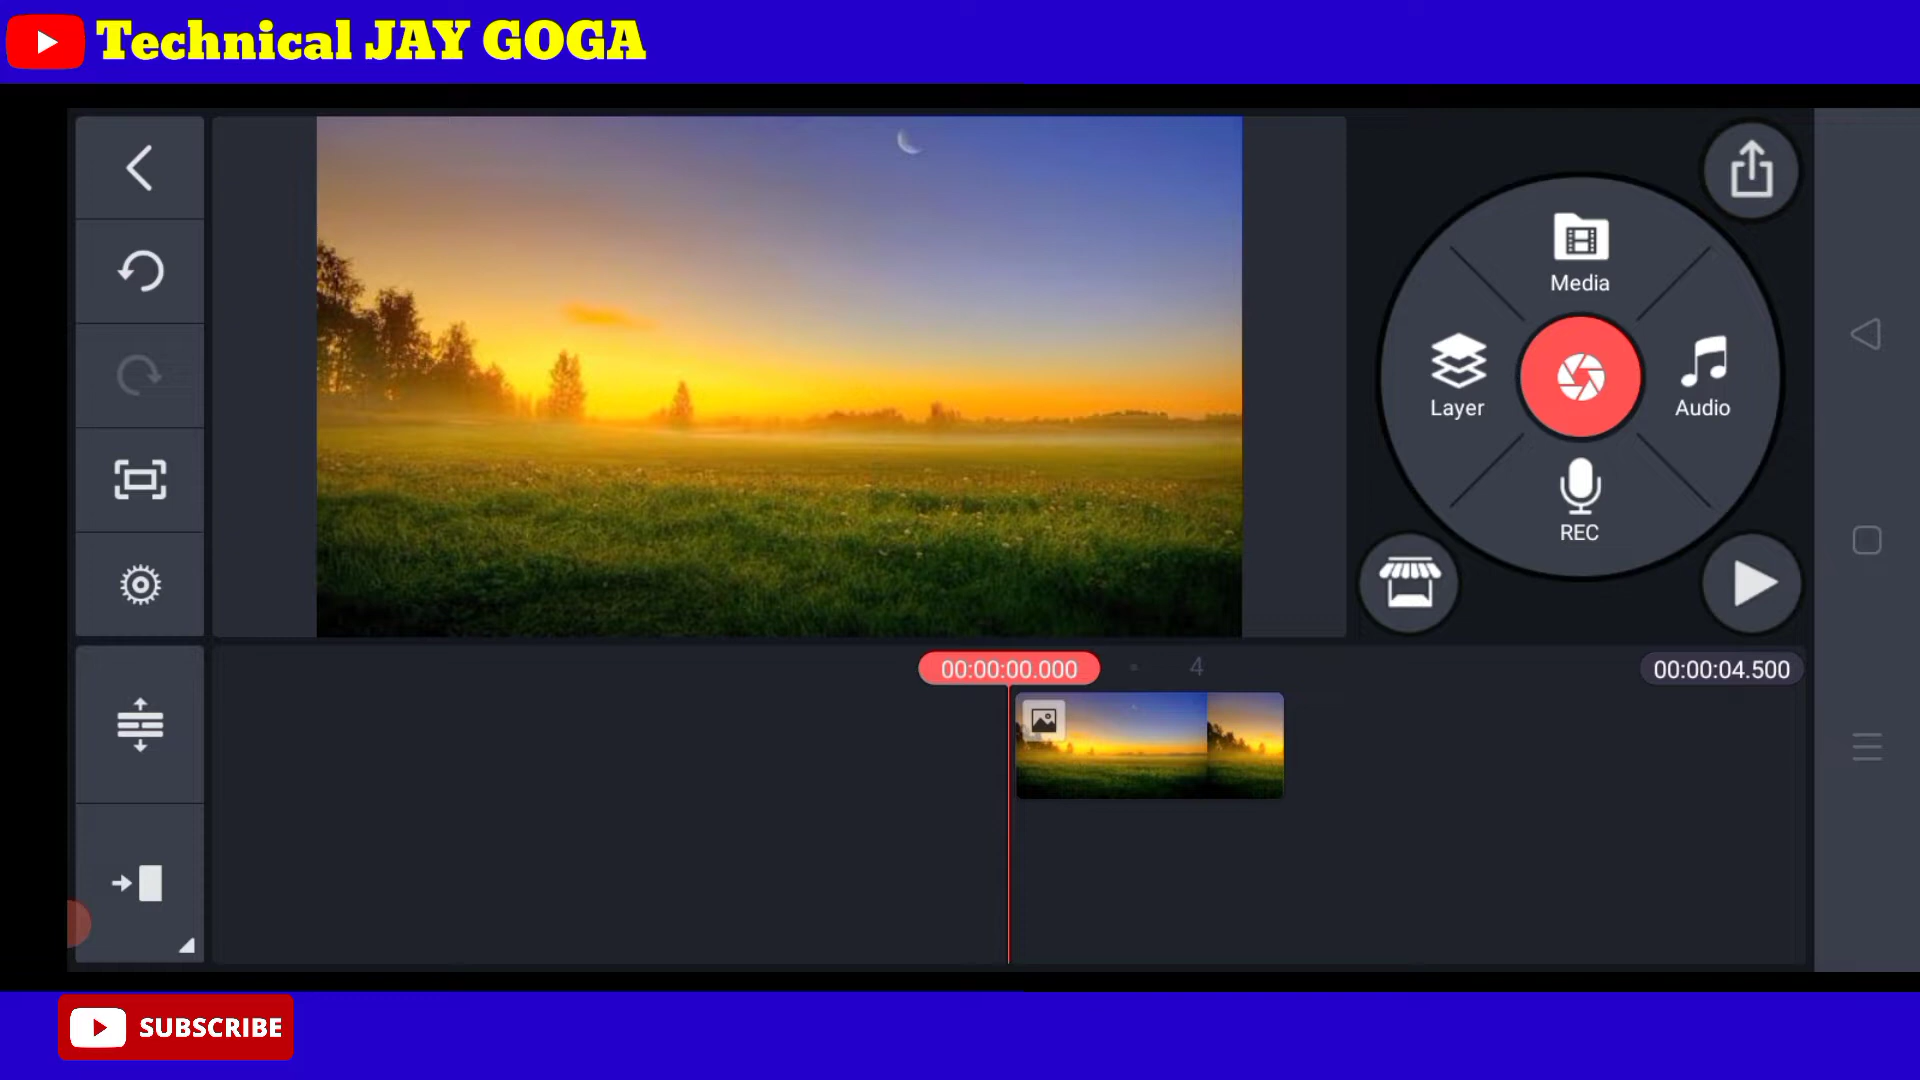 Technical JAY GOGA
Media
Layer
Audio
REC
00:00:00.000
4
00:00:04.500
SUBSCRIBE